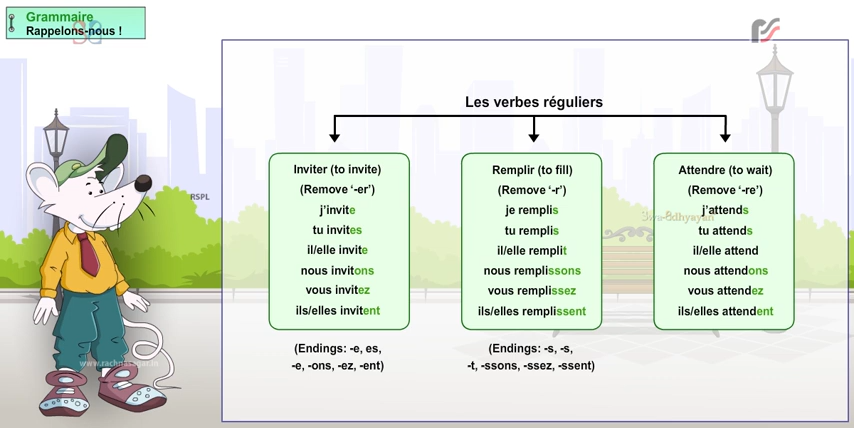 Grammaire
Rappelons-nous !
Les verbes réguliers
Inviter (to invite)
(Remove ‘-er’)
j’invite
tu invites
il/elle invite
nous invitons
vous invitez
ils/elles invitent
(Endings: -e, es,
-e, -ons, -ez, -ent)
Remplir (to fill)
(Remove ‘-r’)
je remplis
tu remplis
il/elle remplit
nous remplissons
vous remplissez
ils/elles remplissent
(Endings: -s, -s,
-t, -ssons, -ssez, -ssent)
Attendre (to wait)
(Remove ‘-re’)
j’attends
tu attends
il/elle attend
nous attendons
vous attendez
ils/elles attendent
RSPL